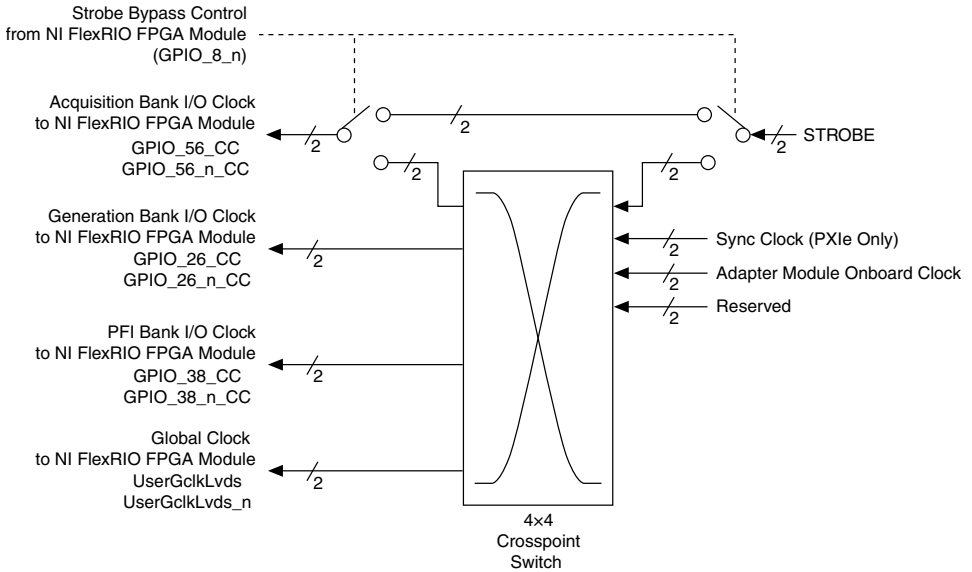 Strobe Bypass Control
from NI FlexRIO FPGA Module
(GPIO_8_n)
Acquisition Bank I/O Clock
to NI FlexRIO FPGA Module
GPIO_56_CC
GPIO_56_n_CC
2
2
2
STROBE
2
2
Generation Bank I/O Clock
to NI FlexRIO FPGA Module
GPIO_26_CC
GPIO_26_n_CC
2
2
Sync Clock (PXIe Only)
2
Adapter Module Onboard Clock
2
Reserved
PFI Bank I/O Clock
to NI FlexRIO FPGA Module
GPIO_38_CC
GPIO_38_n_CC
2
Global Clock
to NI FlexRIO FPGA Module
UserGclkLvds
UserGclkLvds_n
2
4×4
Crosspoint
Switch